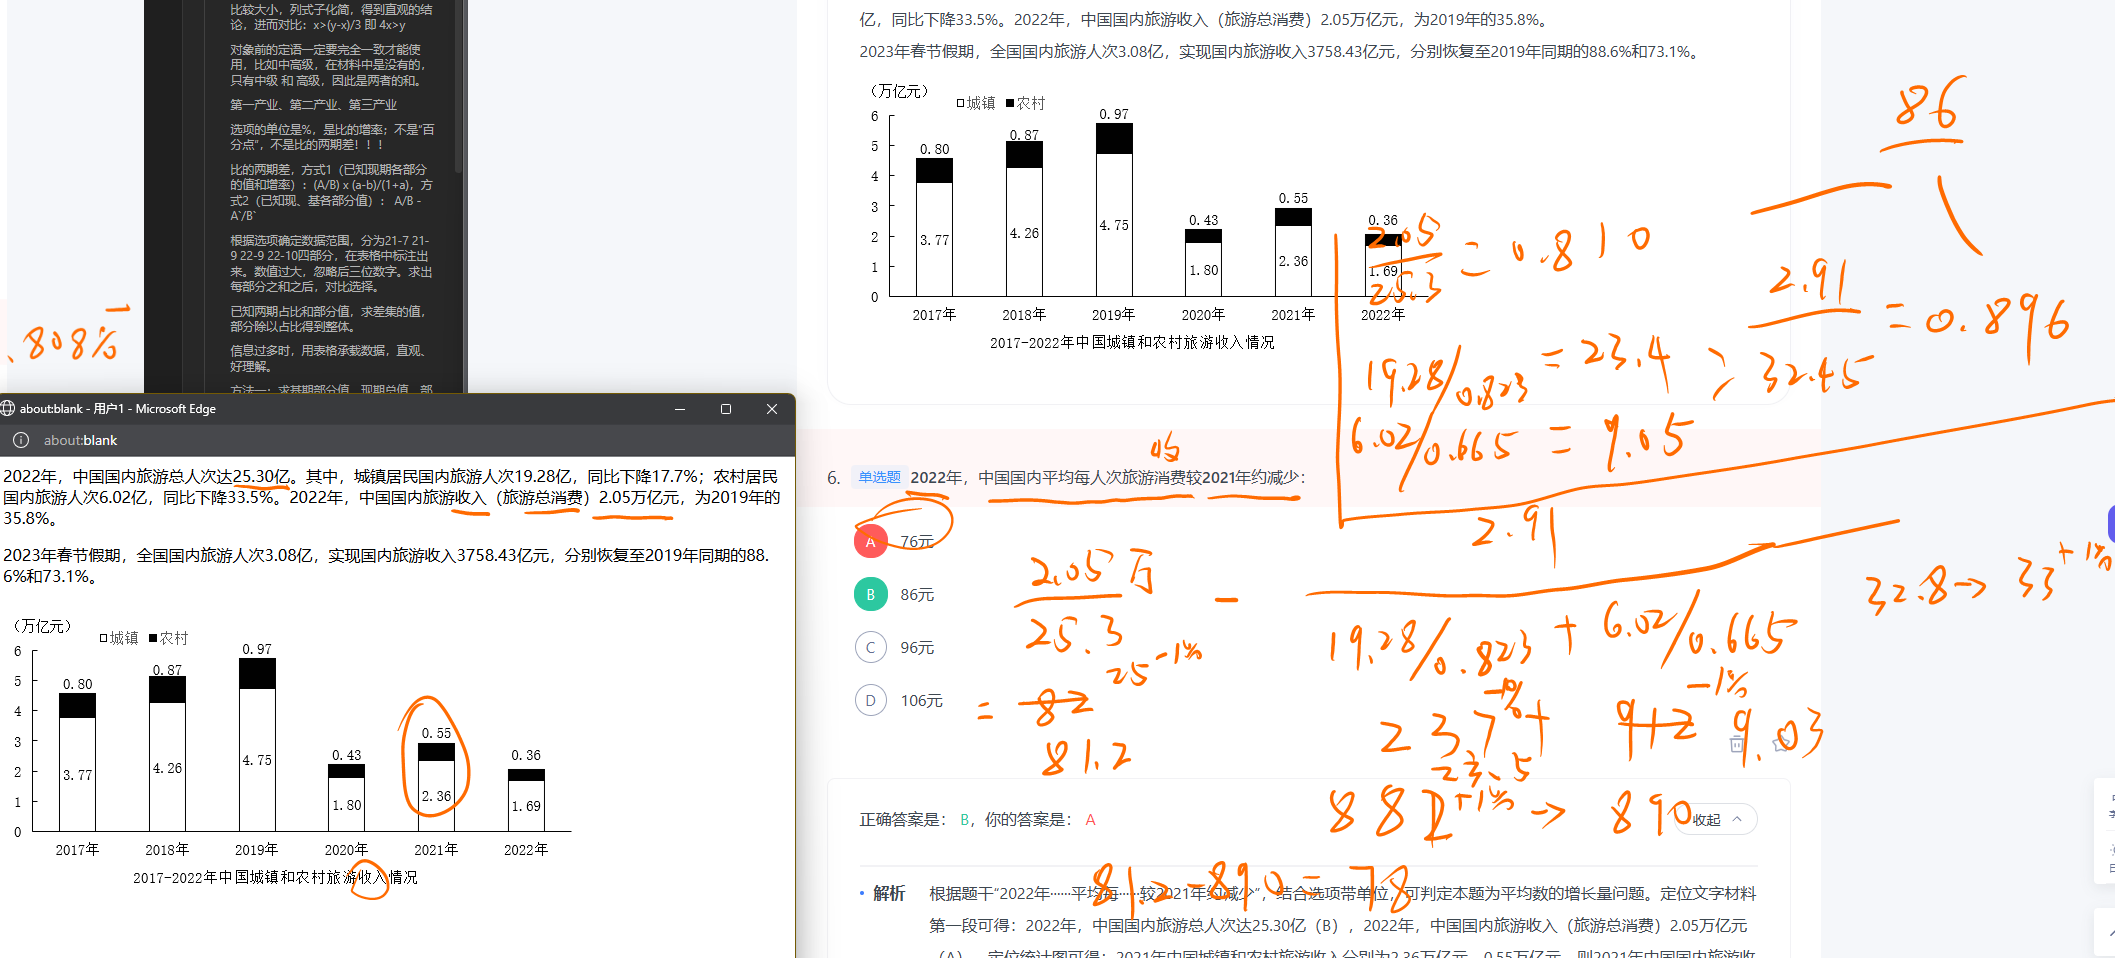 比较大小，列式子化简，得到直观的结
论，进而对比：x>(y-x)/3 即 4x>y
对象前的定语一定要完全一致才能使
用，比如中高级，在材料中是没有的，
只有中级 和 高级，因此是两者的和。
第一产业、第二产业、第三产业
选项的单位是%，是比的增率；不是“百
分点”，不是比的两期差！！！
比的两期差，方式1（已知现期各部分
的值和增率）：(A/B) x (a-b)/(1+a)，方
式2（已知现、基各部分值）： A/B -
A`/B`
根据选项确定数据范围，分为21-7 21-
9 22-9 22-10四部分，在表格中标注出
来。数值过大，忽略后三位数字。求出
每部分之和之后，对比选择。
已知两期占比和部分值，求差集的值，
部分除以占比得到整体。
信息过多时，用表格承载数据，直观、
好理解。
方法一：求基期部分值，现期总值，部
.808%
about:blank - 用户1 - Microsoft Edge
about:blank
2022年，中国国内旅游总人次达25.30亿。其中，城镇居民国内旅游人次19.28亿，同比下降17.7%；农村居民
国内旅游人次6.02亿，同比下降33.5%。2022年，中国国内旅游收入（旅游总消费）2.05万亿元，为2019年的
35.8%。
2023年春节假期，全国国内旅游人次3.08亿，实现国内旅游收入3758.43亿元，分别恢复至2019年同期的88.
6%和73.1%。
（万亿元）
城镇 农村
6
5
4
3
2
1
0
0.80 0.87 0.97 0.43 0.55 0.36
3.77 4.26 4.75 1.80 2.36 1.69
2017年 2018年 2019年 2020年 2021年 2022年
2017-2022年中国城镇和农村旅游收入情况
亿，同比下降33.5%。2022年，中国国内旅游收入（旅游总消费）2.05万亿元，为2019年的35.8%。
2023年春节假期，全国国内旅游人次3.08亿，实现国内旅游收入3758.43亿元，分别恢复至2019年同期的88.6%和73.1%。
（万亿元）
城镇 农村
6
5
4
3
2
1
0
0.80 0.87 0.97 0.43 0.55 0.36
3.77 4.26 4.75 1.80 2.36 1.69
2017年 2018年 2019年 2020年 2021年 2022年
2017-2022年中国城镇和农村旅游收入情况
86
2.05
25.3
= 0.810
2.91
= 0.896
32.45
19.28/0.823 = 23.4
6.02/0.665 = 9.05
收
6. 单选题 2022年，中国国内平均每人次旅游消费较2021年约减少：
A 76元
B 86元
C 96元
D 106元
2.05万
25.3
25 -1%
= 82
81.2
-
2.91
19.28/0.823 + 6.02/0.665
-1% -1%
237 + 9+2 9.03
23.5
32.8→ 33 +1%
+1% → 890
81.2-890= 78
正确答案是： B，你的答案是： A
收起
解析 根据题干“2022年……平均每……较2021年约减少”，结合选项带单位，可判定本题为平均数的增长量问题。定位文字材料
第一段可得：2022年，中国国内旅游总人次达25.30亿（B），2022年，中国国内旅游收入（旅游总消费）2.05万亿元
（A）。定位统计图可得：2021年中国城镇和农村旅游收入分别为2.36万亿元、0.55万亿元，则2021年中国国内旅游收